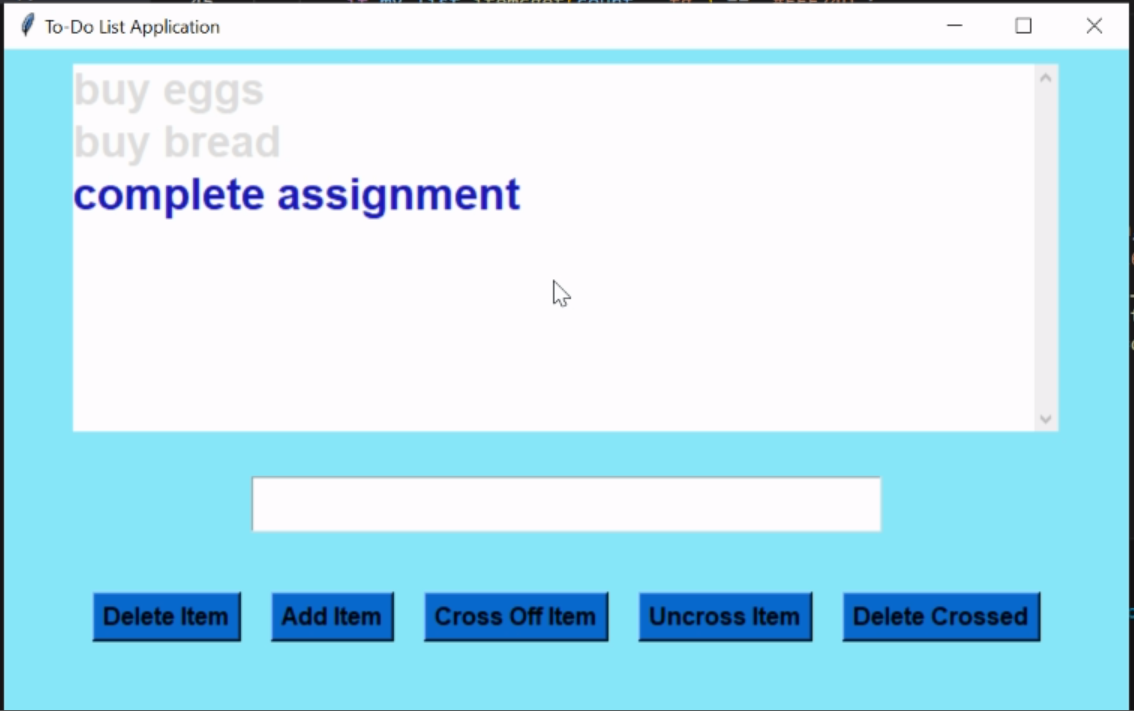 To-Do List Application
buy eggs
buy bread
complete assignment
Delete Item Add Item Cross Off Item Uncross Item Delete Crossed